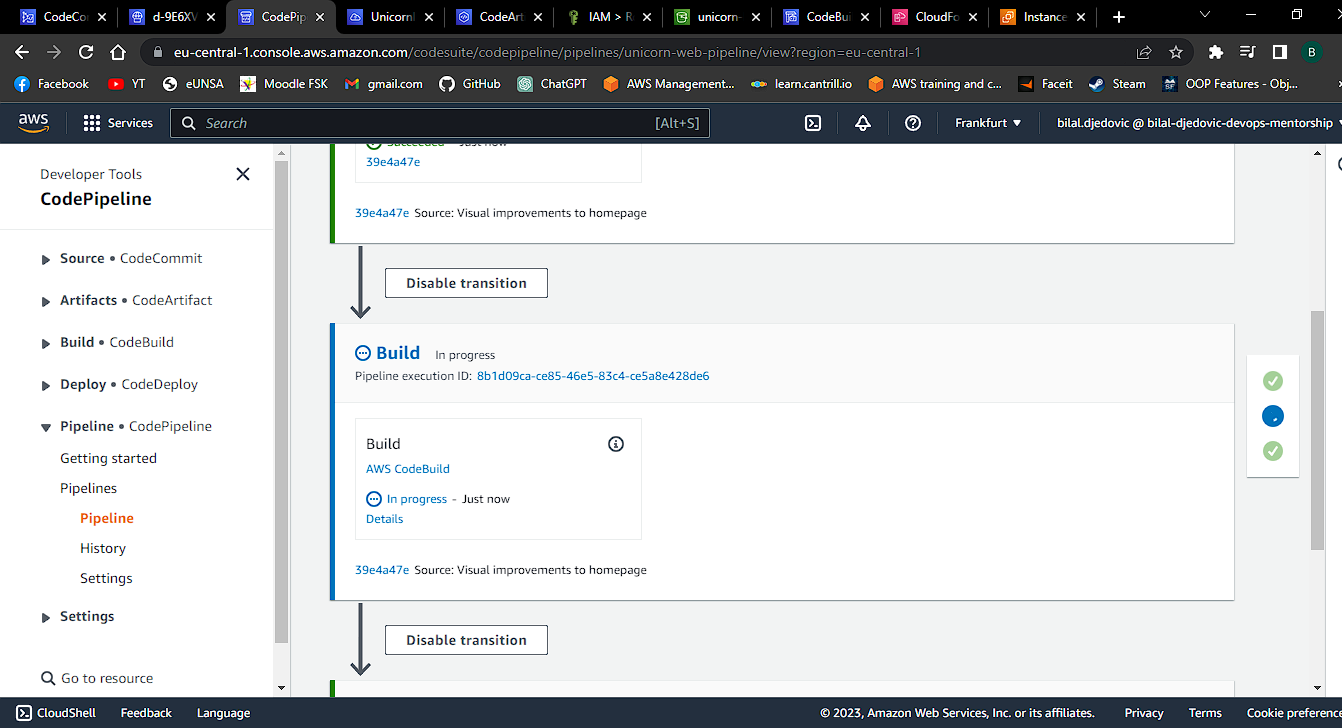 CodeCor
d-9E6XV
CodePip
Unicornl
CodeArt
IAM > R
unicorn-
CodeBui
CloudFo
Instance
eu-central-1.console.aws.amazon.com/codesuite/codepipeline/pipelines/unicorn-web-pipeline/view?region=eu-central-1
B
Facebook
YT
eUNSA
Moodle FSK
gmail.com
GitHub
ChatGPT
AWS Management...
learn.cantrill.io
AWS training and c...
Faceit
Steam
OOP Features - Obj...
aws
Services
Search
[Alt+S]
Frankfurt
bilal.djedovic @ bilal-djedovic-devops-mentorship
Developer Tools
CodePipeline
Source • CodeCommit
Artifacts • CodeArtifact
Build • CodeBuild
Deploy • CodeDeploy
Pipeline • CodePipeline
Getting started
Pipelines
Pipeline
History
Settings
Settings
Go to resource
Succeeded - Just now
39e4a47e
39e4a47e Source: Visual improvements to homepage
Disable transition
Build In progress
Pipeline execution ID: 8b1d09ca-ce85-46e5-83c4-ce5a8e428de6
Build
AWS CodeBuild
In progress - Just now
Details
39e4a47e Source: Visual improvements to homepage
Disable transition
CloudShell
Feedback
Language
© 2023, Amazon Web Services, Inc. or its affiliates.
Privacy
Terms
Cookie preference